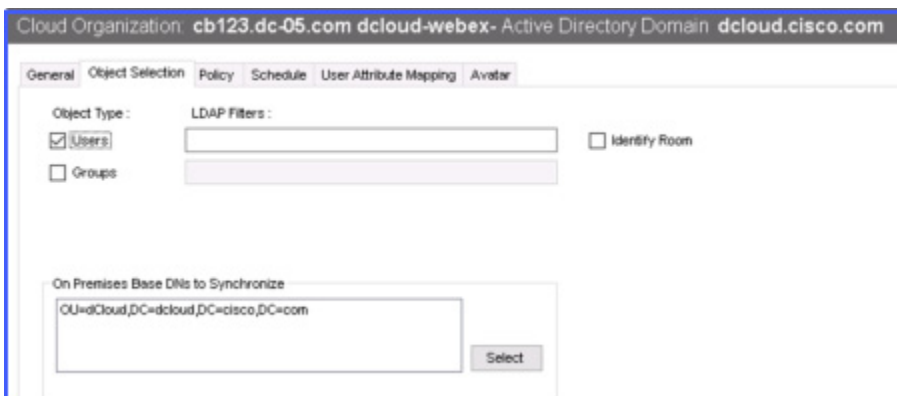 Cloud Organization: cb123.dc-05.com dcloud-webex- Active Directory Domain dcloud.cisco.com
General Object Selection Policy Schedule User Attribute Mapping Avatar
Object Type : LDAP Filters :
Users Identify Room
Groups
On Premises Base DNs to Synchronize
OU=dCloud,DC=dcloud,DC=cisco,DC=com
Select